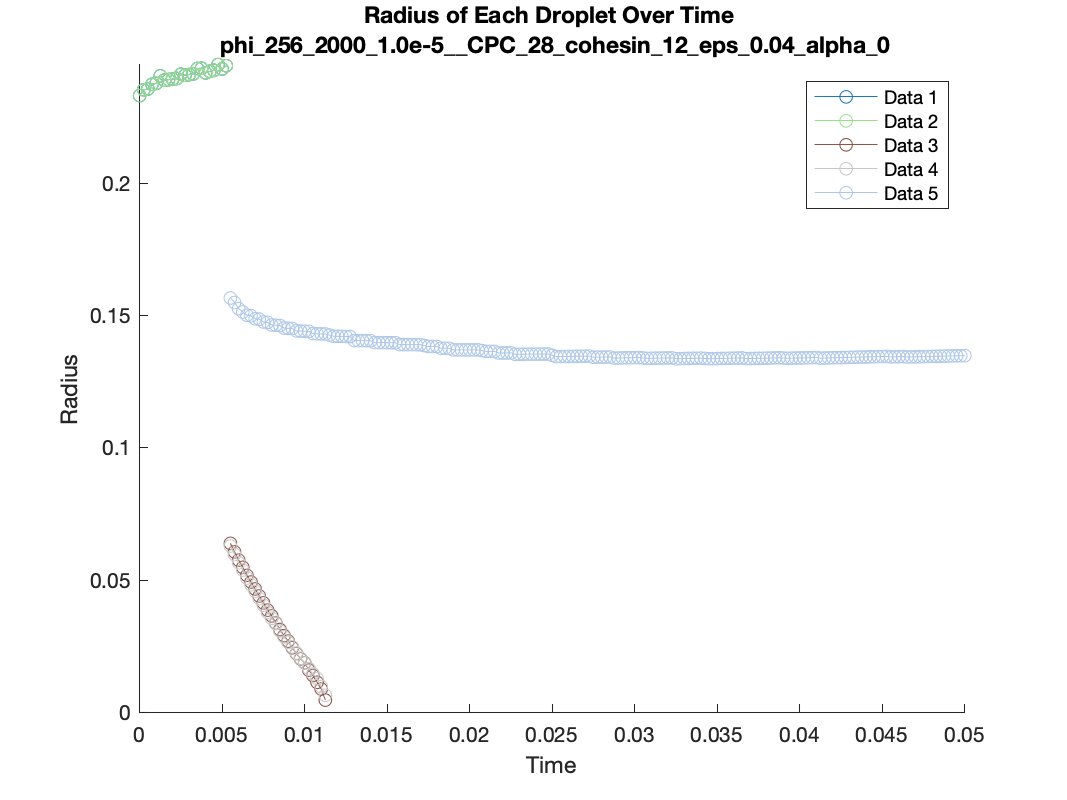 Radius of Each Droplet Over Time
phi_256_2000_1.0e-5__CPC_28_cohesin_12_eps_0.04_alpha_0
Data 1
Data 2
Data 3
Data 4
Data 5
Radius
0.2
0.15
0.1
0.05
0
0 0.005 0.01 0.015 0.02 0.025 0.03 0.035 0.04 0.045 0.05
Time